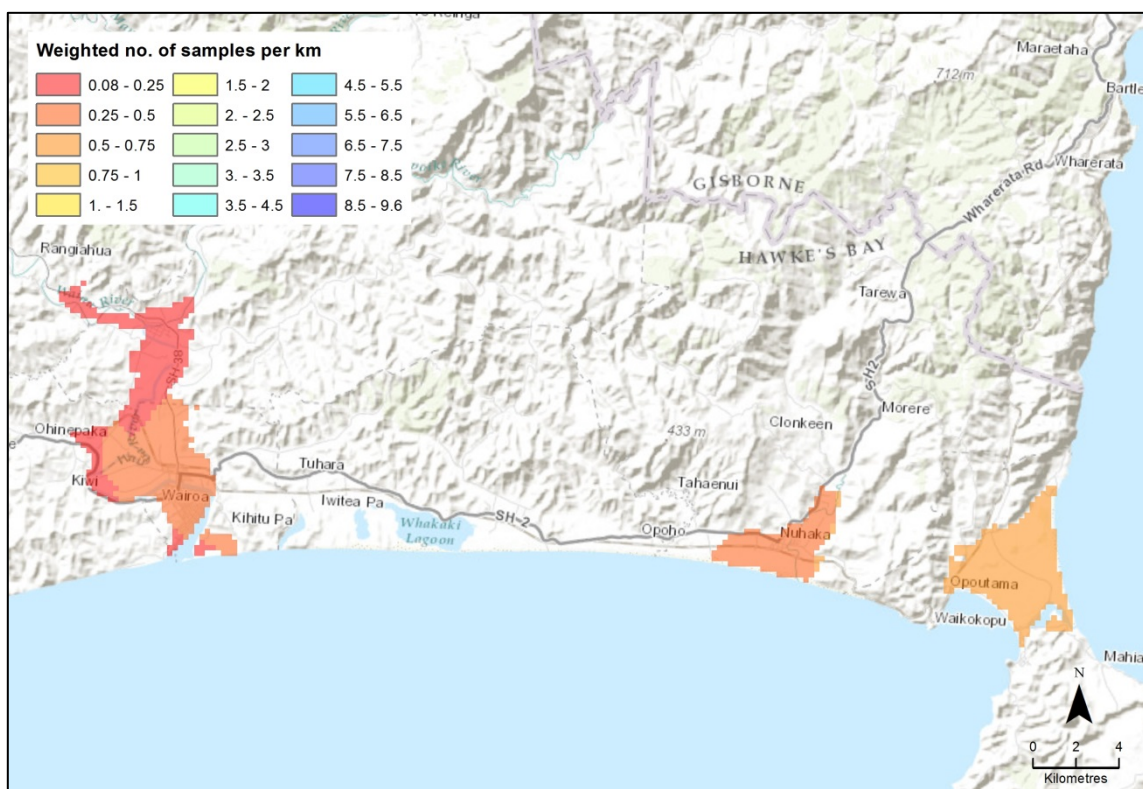 Weighted no. of samples per km
0.08 - 0.25
0.25 - 0.5
0.5 - 0.75
0.75 - 1
1. - 1.5
1.5 - 2
2. - 2.5
2.5 - 3
3. - 3.5
3.5 - 4.5
4.5 - 5.5
5.5 - 6.5
6.5 - 7.5
7.5 - 8.5
8.5 - 9.6
Maraetaha
712 m
Bartle
Wharerata
Wharerata Rd
GISBORNE
HAWKE'S BAY
Rangiahua
River
Tarewa
SH2
SH-38
Morere
Clonkeen
433 m
Ohinepaka
Tuhara
Kiwi
Tahaenui
Wairoa
Iwitea Pa
SH-2
Kihitu Pa
Whakaki
Lagoon
Opoho
Nuhaka
Opoutama
Waikokopu
Mahia
N
0 2 4
Kilometres